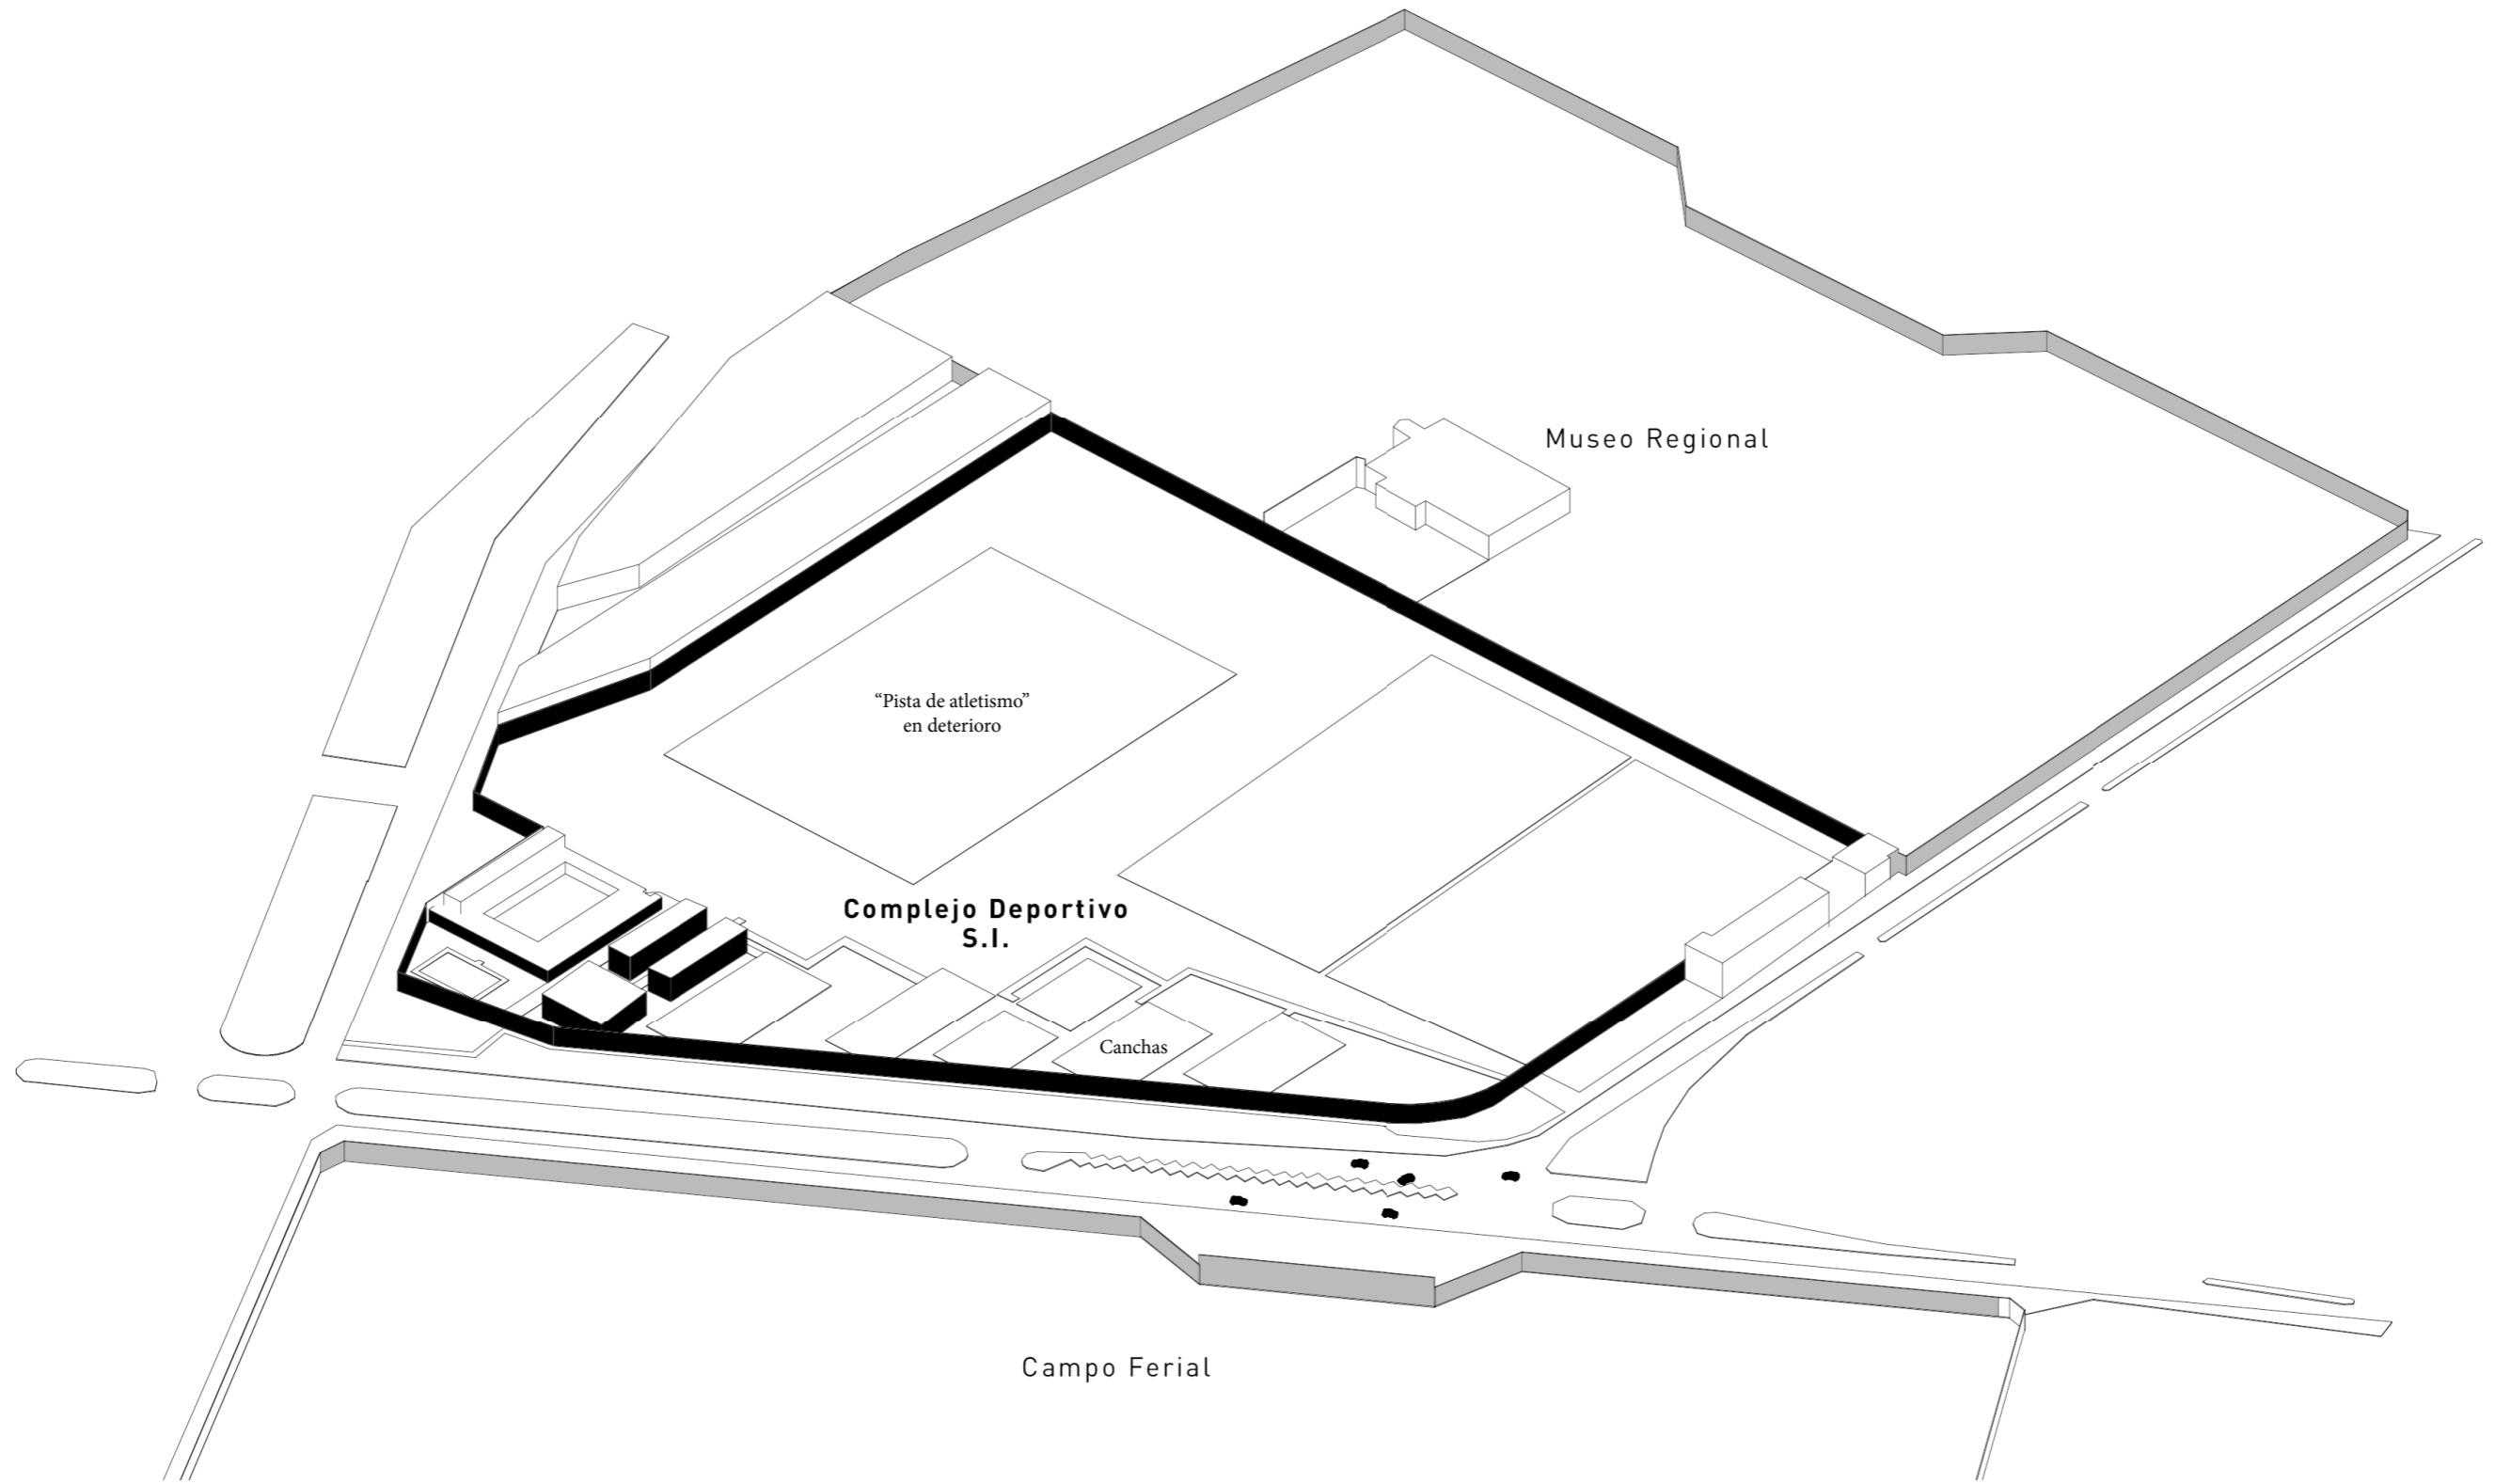 Museo Regional
“Pista de atletismo”
en deterioro
Complejo Deportivo
S.I.
Canchas
Campo Ferial